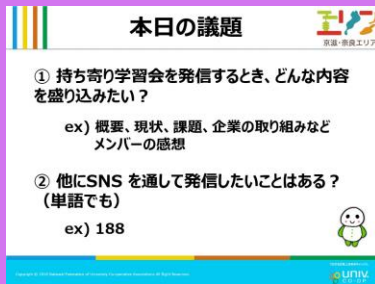 本日の議題
エリア
京滋・奈良エリア
① 持ち寄り学習会を発信するとき、どんな内容
を盛り込みたい？
ex) 概要、現状、課題、企業の取り組みなど
メンバーの感想
② 他にSNS を通して発信したいことはある？
（単語でも）
ex) 188
UNIV.
CO-OP